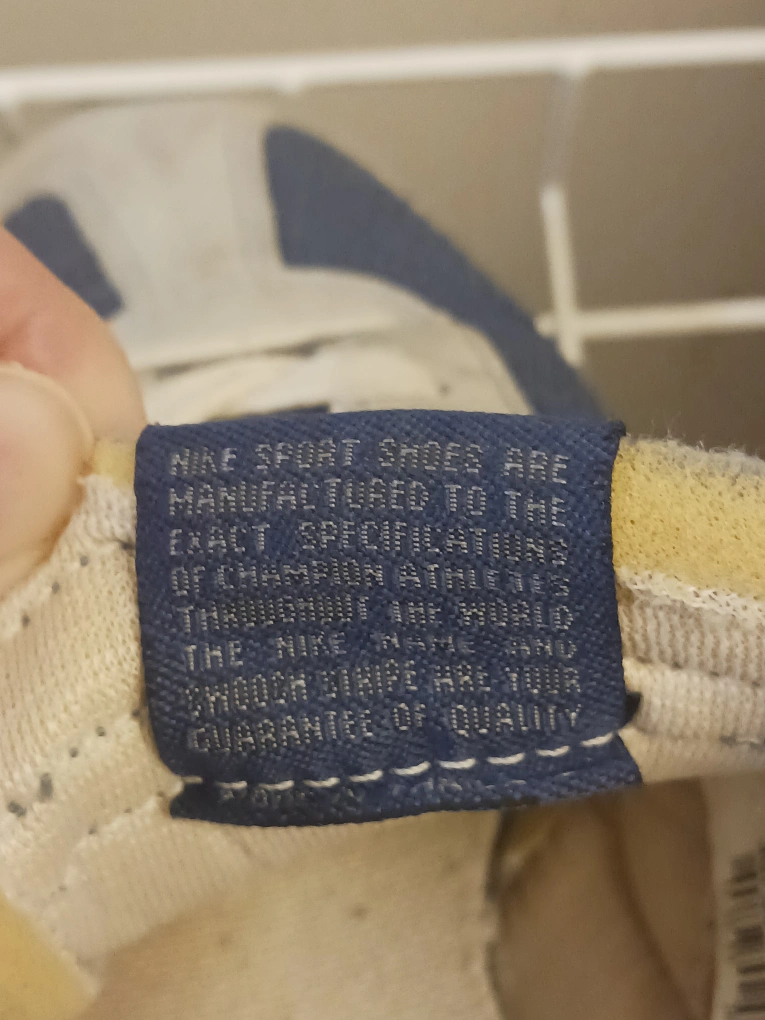 NIKE SPORT SHOES ARE
MANUFACTURED TO THE
EXACT SPECIFICATIONS
OF CHAMPION ATHLETES
THROUGHOUT THE WORLD
THE NIKE NAME AND
SWOOSH STRIPE ARE YOUR
GUARANTEE OF QUALITY